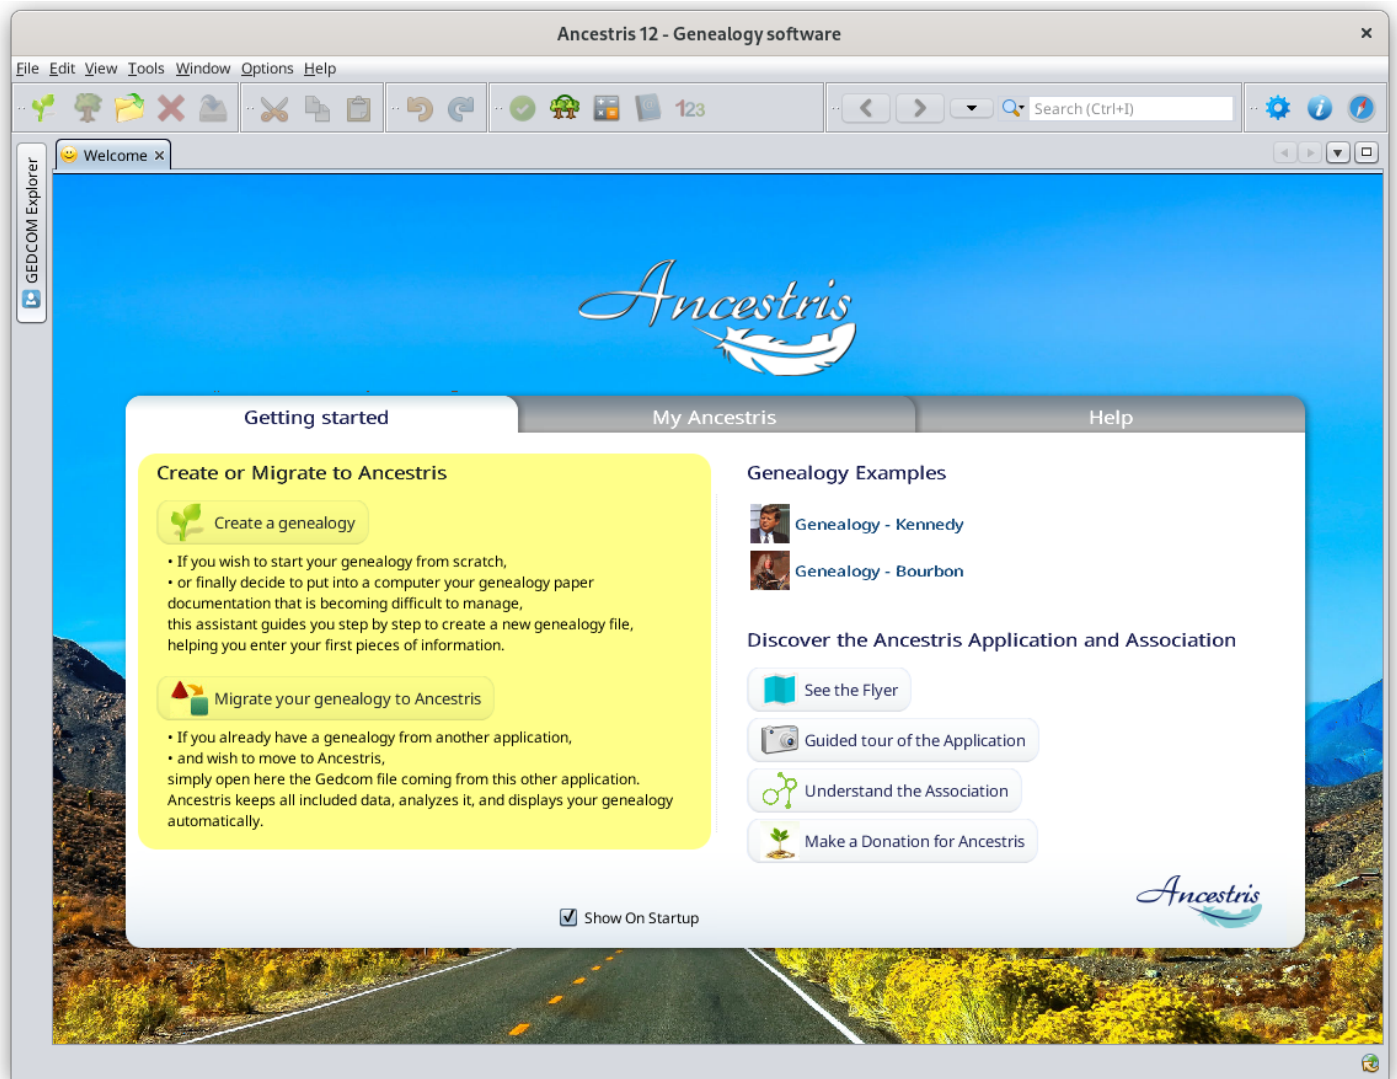 Ancestris 12 - Genealogy software
File Edit View Tools Window Options Help
123
Search (Ctrl+I)
GEDCOM Explorer
Welcome
Ancestris
Getting started
My Ancestris
Help
Create or Migrate to Ancestris
Create a genealogy
• If you wish to start your genealogy from scratch,
• or finally decide to put into a computer your genealogy paper
documentation that is becoming difficult to manage,
this assistant guides you step by step to create a new genealogy file,
helping you enter your first pieces of information.
Migrate your genealogy to Ancestris
• If you already have a genealogy from another application,
• and wish to move to Ancestris,
simply open here the Gedcom file coming from this other application.
Ancestris keeps all included data, analyzes it, and displays your genealogy
automatically.
Genealogy Examples
Genealogy - Kennedy
Genealogy - Bourbon
Discover the Ancestris Application and Association
See the Flyer
Guided tour of the Application
Understand the Association
Make a Donation for Ancestris
Ancestris
Show On Startup